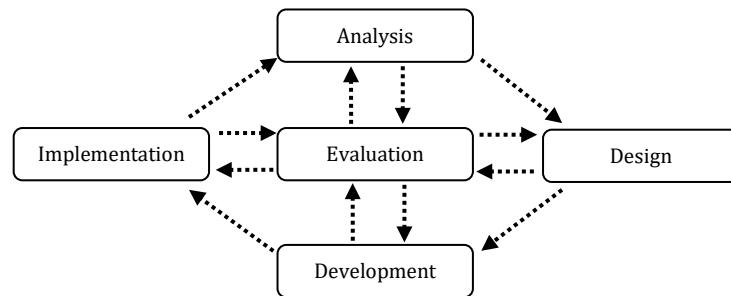 Analysis
Implementation
Evaluation
Design
Development